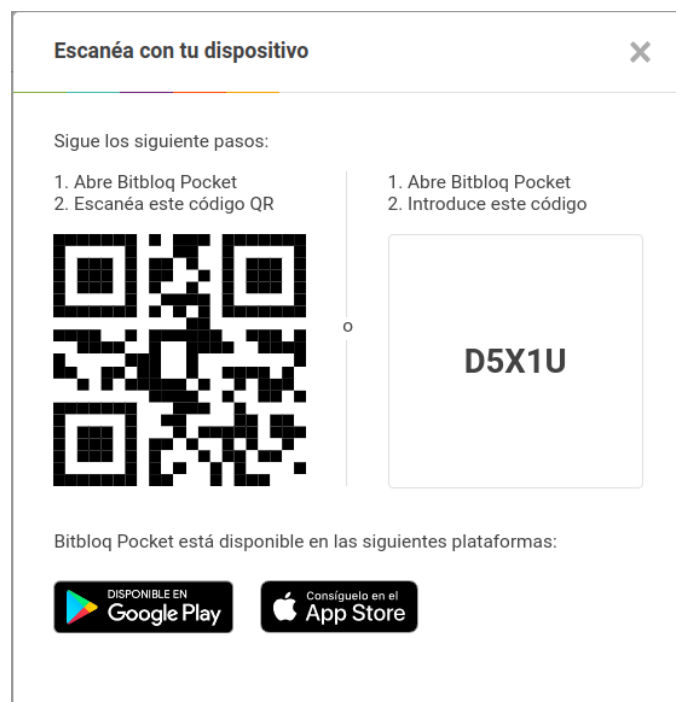 Escanéa con tu dispositivo
Sigue los siguiente pasos:
1. Abre Bitbloq Pocket
2. Escanéa este código QR
o
1. Abre Bitbloq Pocket
2. Introduce este código
D5X1U
Bitbloq Pocket está disponible en las siguientes plataformas:
DISPONIBLE EN
Google Play
Consíguelo en el
App Store